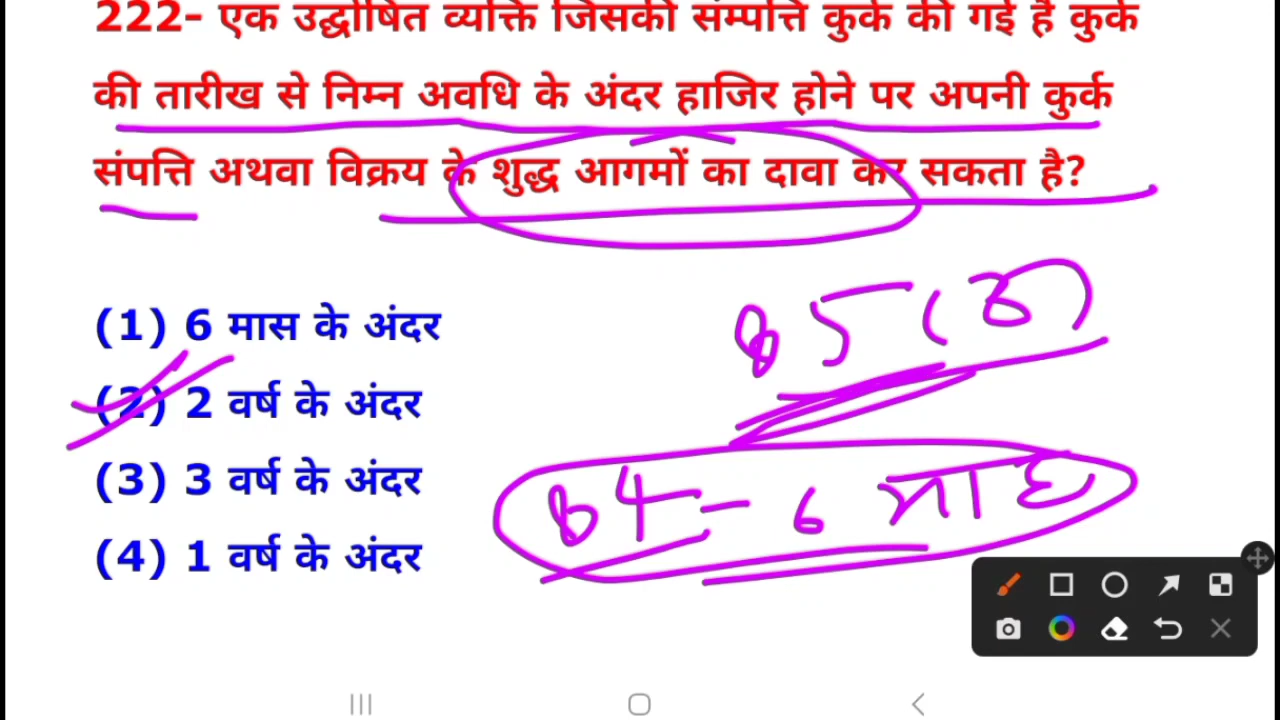 222- एक उद्घोषित व्यक्ति जिसकी सम्पत्ति कुर्क की गई है कुर्क
की तारीख से निम्न अवधि के अंदर हाजिर होने पर अपनी कुर्क
संपत्ति अथवा विक्रय के शुद्ध आगमों का दावा कर सकता है?
85 (3)
(1) 6 मास के अंदर
(2) 2 वर्ष के अंदर
(3) 3 वर्ष के अंदर
84 - 6 माह
(4) 1 वर्ष के अंदर